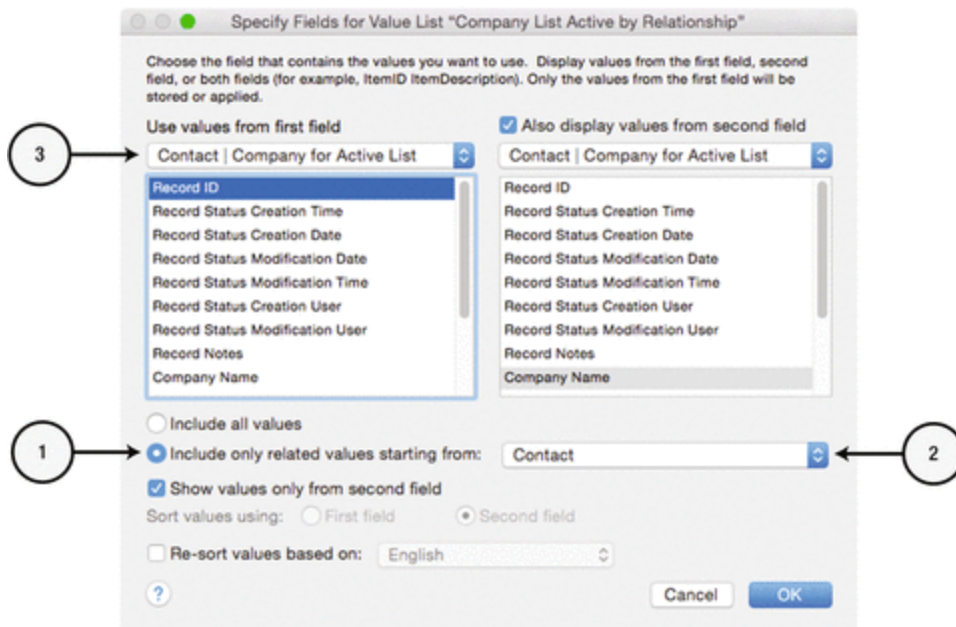 Specify Fields for Value List “Company List Active by Relationship”
Choose the field that contains the values you want to use. Display values from the first field, second
field, or both fields (for example, ItemID ItemDescription). Only the values from the first field will be
stored or applied.
Use values from first field
Also display values from second field
3
Contact | Company for Active List
Contact | Company for Active List
Record ID
Record Status Creation Time
Record Status Creation Date
Record Status Modification Date
Record Status Modification Time
Record Status Creation User
Record Status Modification User
Record Notes
Company Name
Record ID
Record Status Creation Time
Record Status Creation Date
Record Status Modification Date
Record Status Modification Time
Record Status Creation User
Record Status Modification User
Record Notes
Company Name
Include all values
1
Include only related values starting from:
Contact
2
Show values only from second field
Sort values using:
First field
Second field
Re-sort values based on:
English
?
Cancel
OK